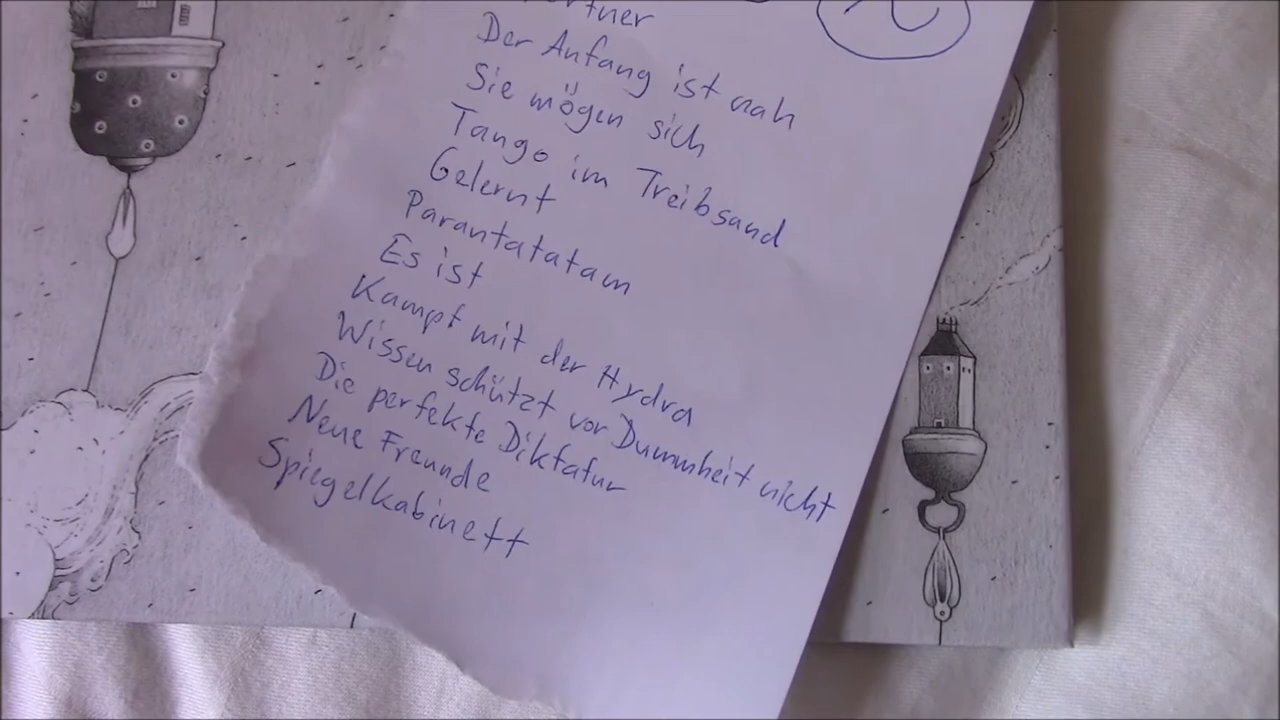 Der Anfang ist nah
Sie mögen sich
Tango im Treibsand
Gelernt
Parantatatam
Es ist
Kampf mit der Hydra
Wissen schützt vor Dummheit nicht
Die perfekte Diktatur
Neue Freunde
Spiegelkabinett